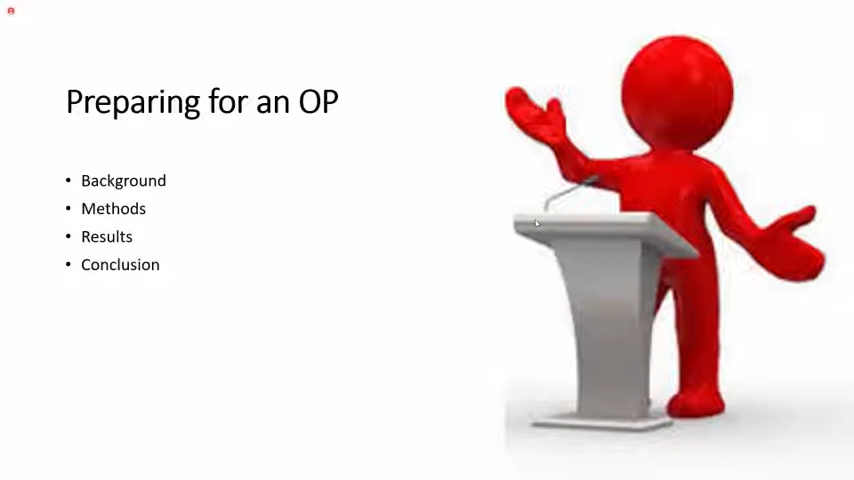 Preparing for an OP
• Background
• Methods
• Results
• Conclusion